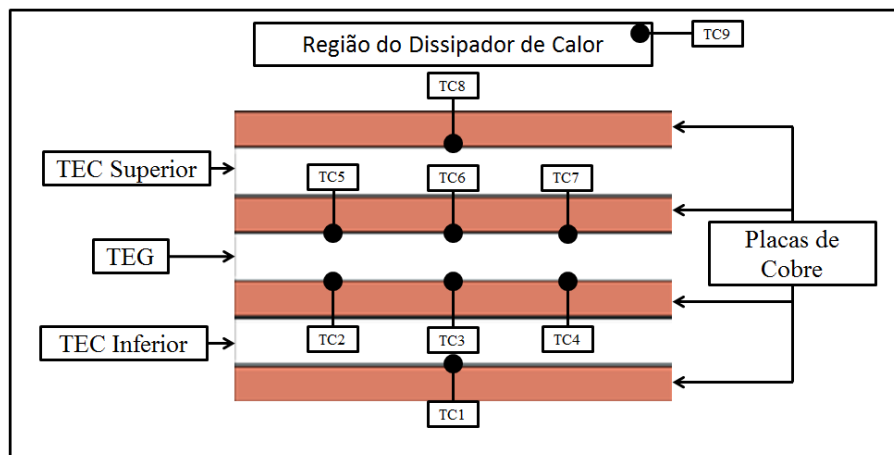 Região do Dissipador de Calor
TC9
TC8
TEC Superior
TC5
TC6
TC7
TEG
Placas de
Cobre
TEC Inferior
TC2
TC3
TC4
TC1